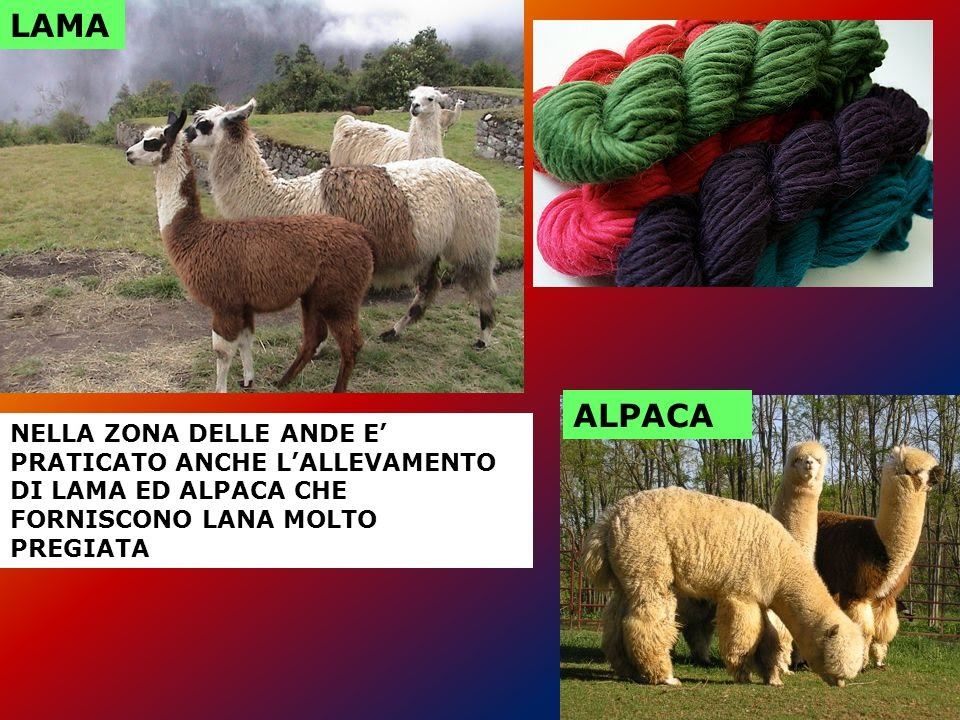 LAMA
ALPACA
NELLA ZONA DELLE ANDE E’
PRATICATO ANCHE L’ALLEVAMENTO
DI LAMA ED ALPACA CHE
FORNISCONO LANA MOLTO
PREGIATA